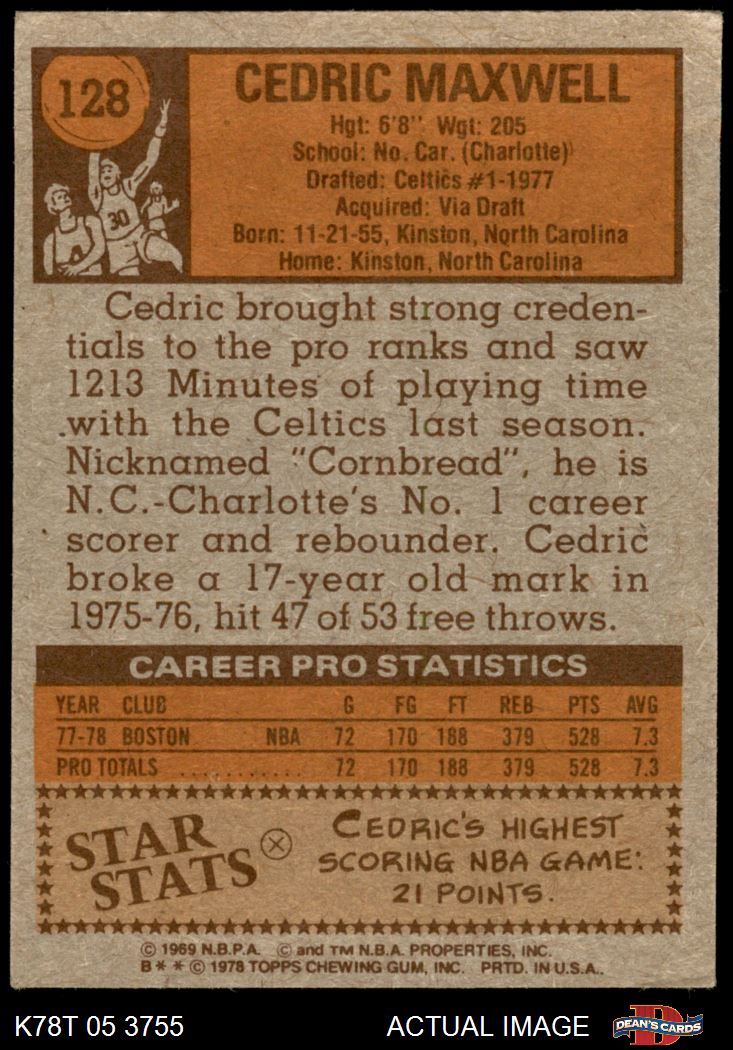 128
30
CEDRIC MAXWELL
Hgt: 6'8" Wgt: 205
School: No. Car. (Charlotte)
Drafted: Celtics #1-1977
Acquired: Via Draft
Born: 11-21-55, Kinston, North Carolina
Home: Kinston, North Carolina
Cedric brought strong creden-
tials to the pro ranks and saw
1213 Minutes of playing time
with the Celtics last season.
Nicknamed "Cornbread", he is
N.C.-Charlotte's No. 1 career
scorer and rebounder. Cedric
broke a 17-year old mark in
1975-76, hit 47 of 53 free throws.
CAREER PRO STATISTICS
YEAR CLUB G FG FT REB PTS AVG
77-78 BOSTON NBA 72 170 188 379 528 7.3
PRO TOTALS ........... 72 170 188 379 528 7.3
STAR STATS
CEDRIC'S HIGHEST
SCORING NBA GAME:
21 POINTS.
© 1969 N.B.P.A. © and TM N.B.A. PROPERTIES, INC.
B * * © 1978 TOPPS CHEWING GUM, INC. PRTD. IN U.S.A.
K78T 05 3755 ACTUAL IMAGE DEAN'S CARDS